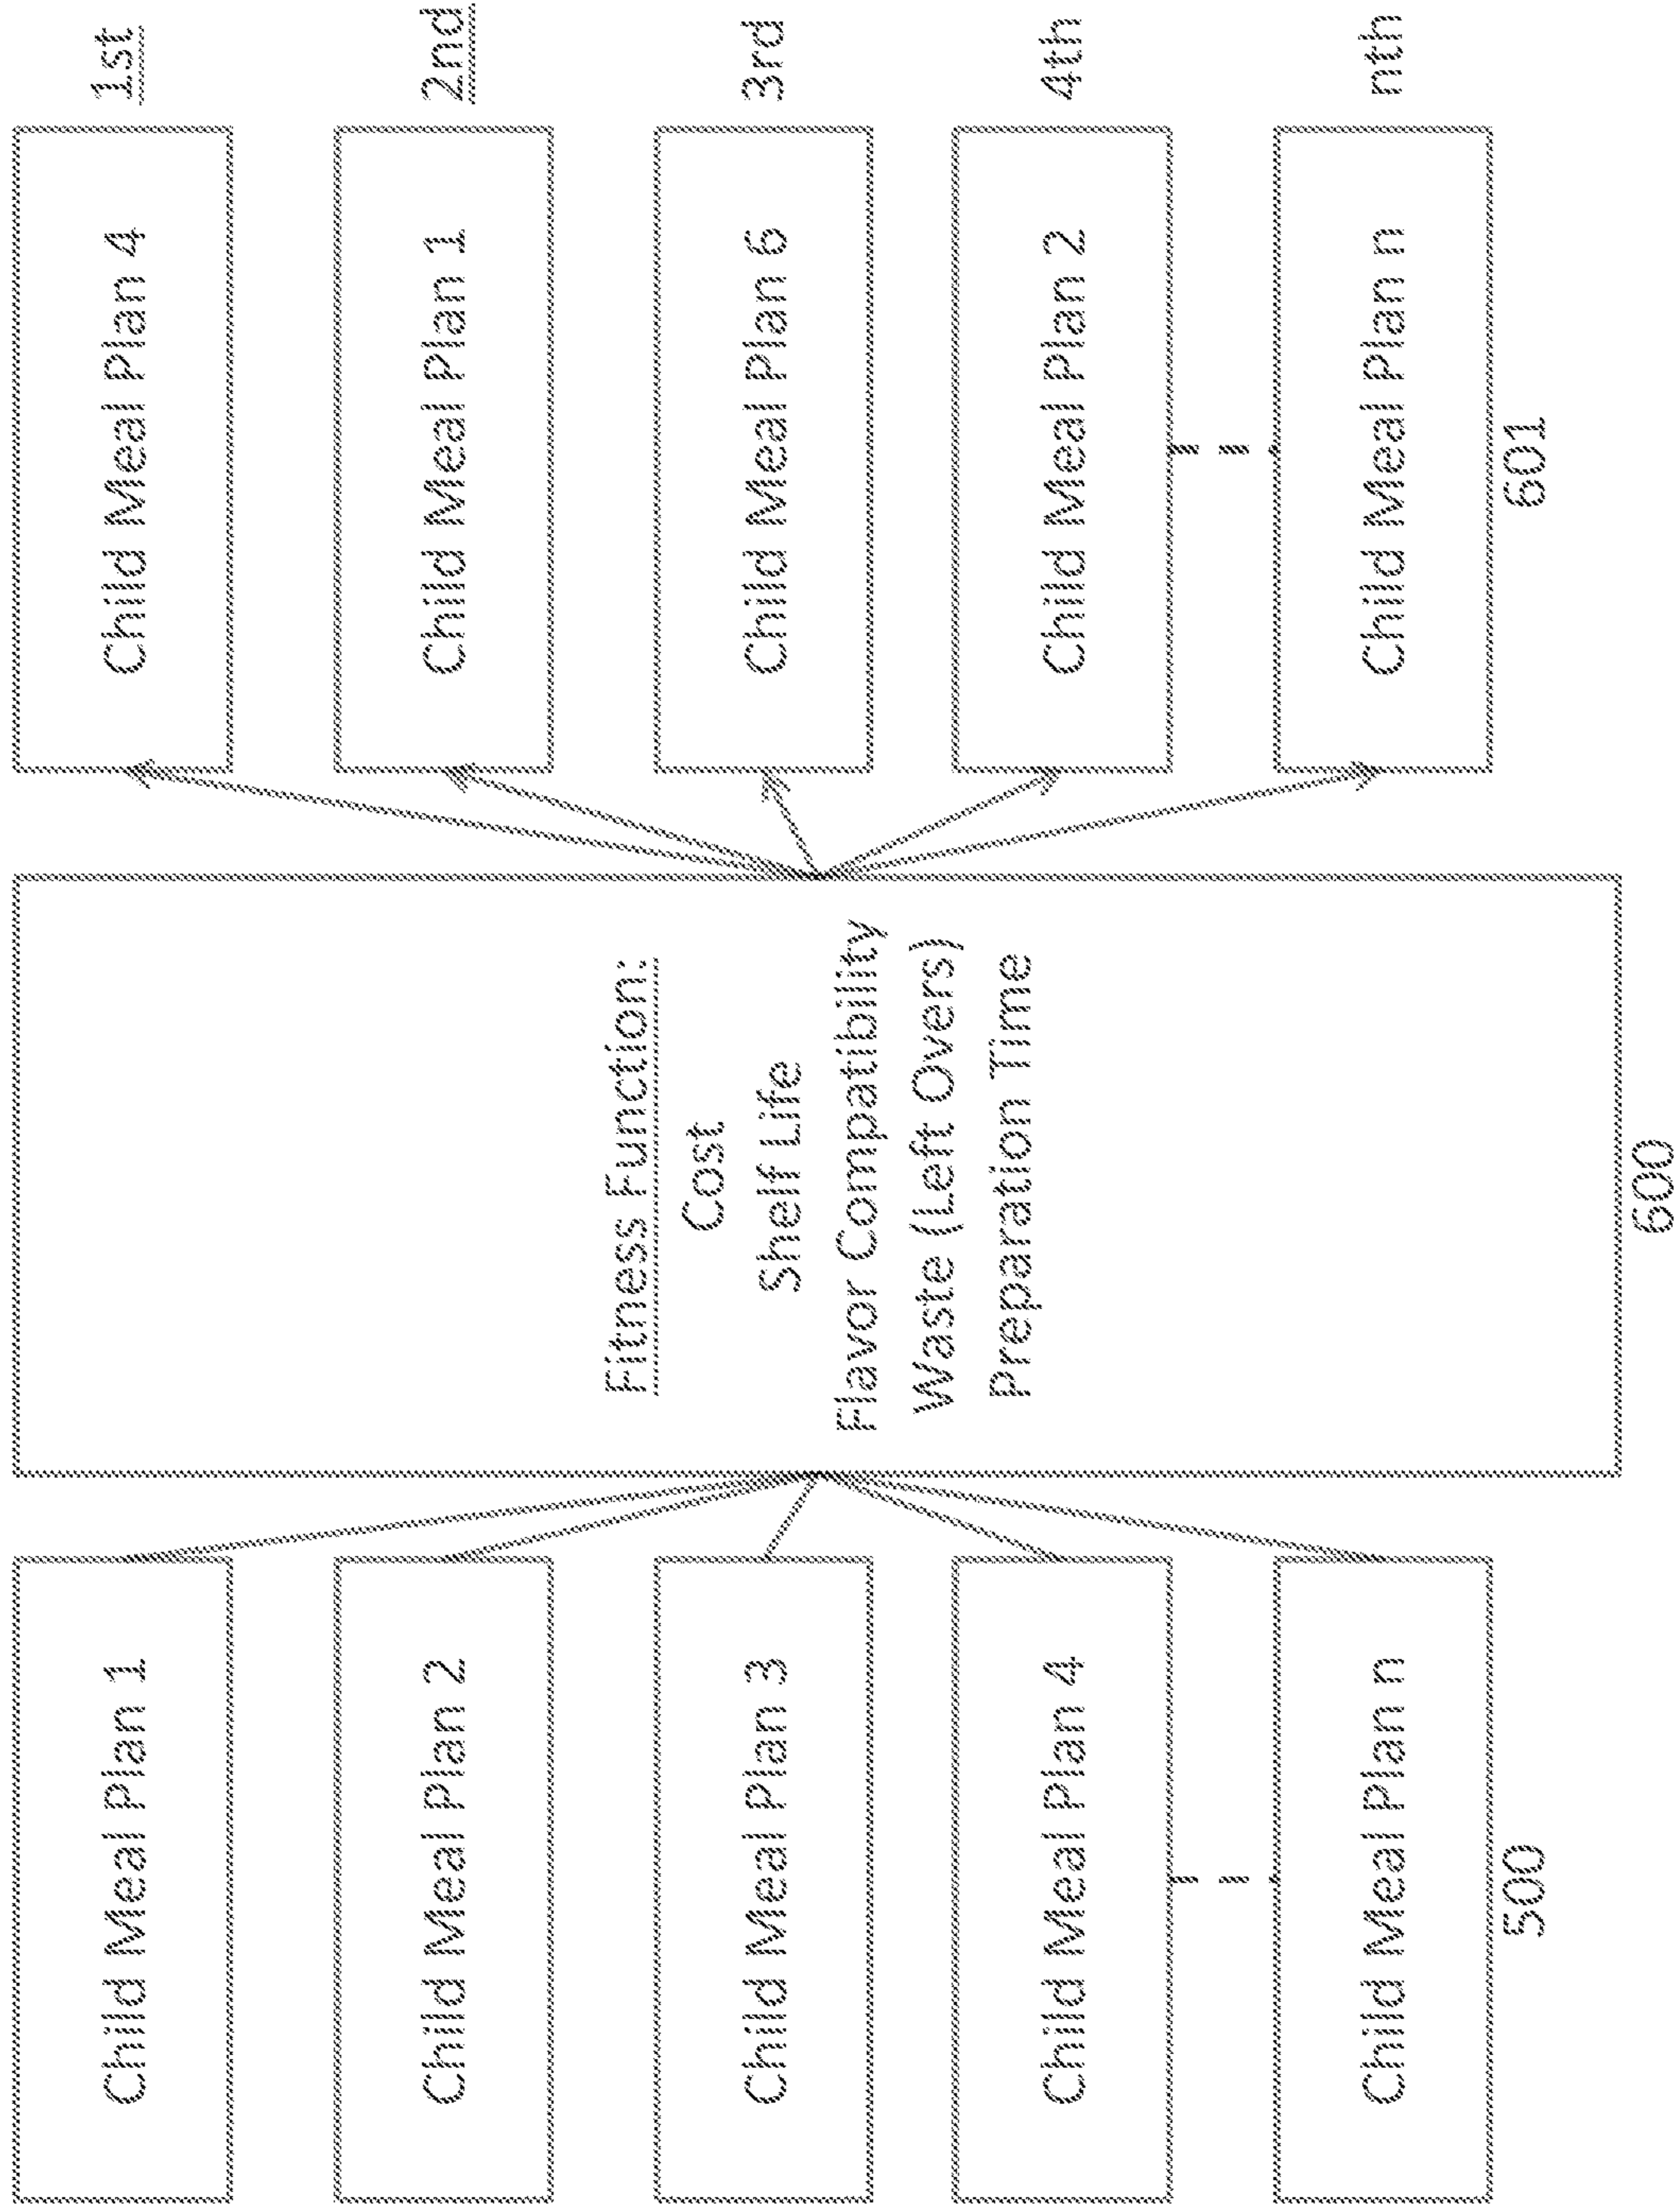 Child Meal Plan 1
Child Meal Plan 2
Child Meal Plan 3
Child Meal Plan 4
Child Meal Plan n
500
Fitness Function:
Cost
Shelf Life
Flavor Compatibility
Waste (Left Overs)
Preparation Time
600
Child Meal Plan 4
1st
Child Meal Plan 1
2nd
Child Meal Plan 6
3rd
Child Meal Plan 2
4th
Child Meal Plan n
nth
601